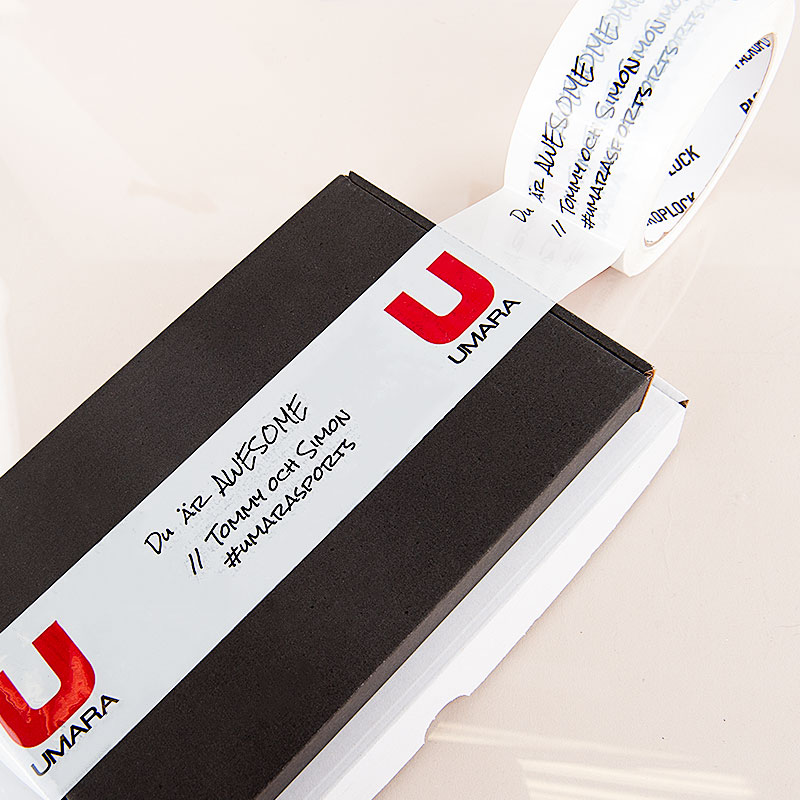 Du är AWESOME
// TOMMY OCH SIMON
#UMARASPORTS
UMARA
Du är AWESOME
// TOMMY OCH SIMON
#UMARASPORTS
UMARA